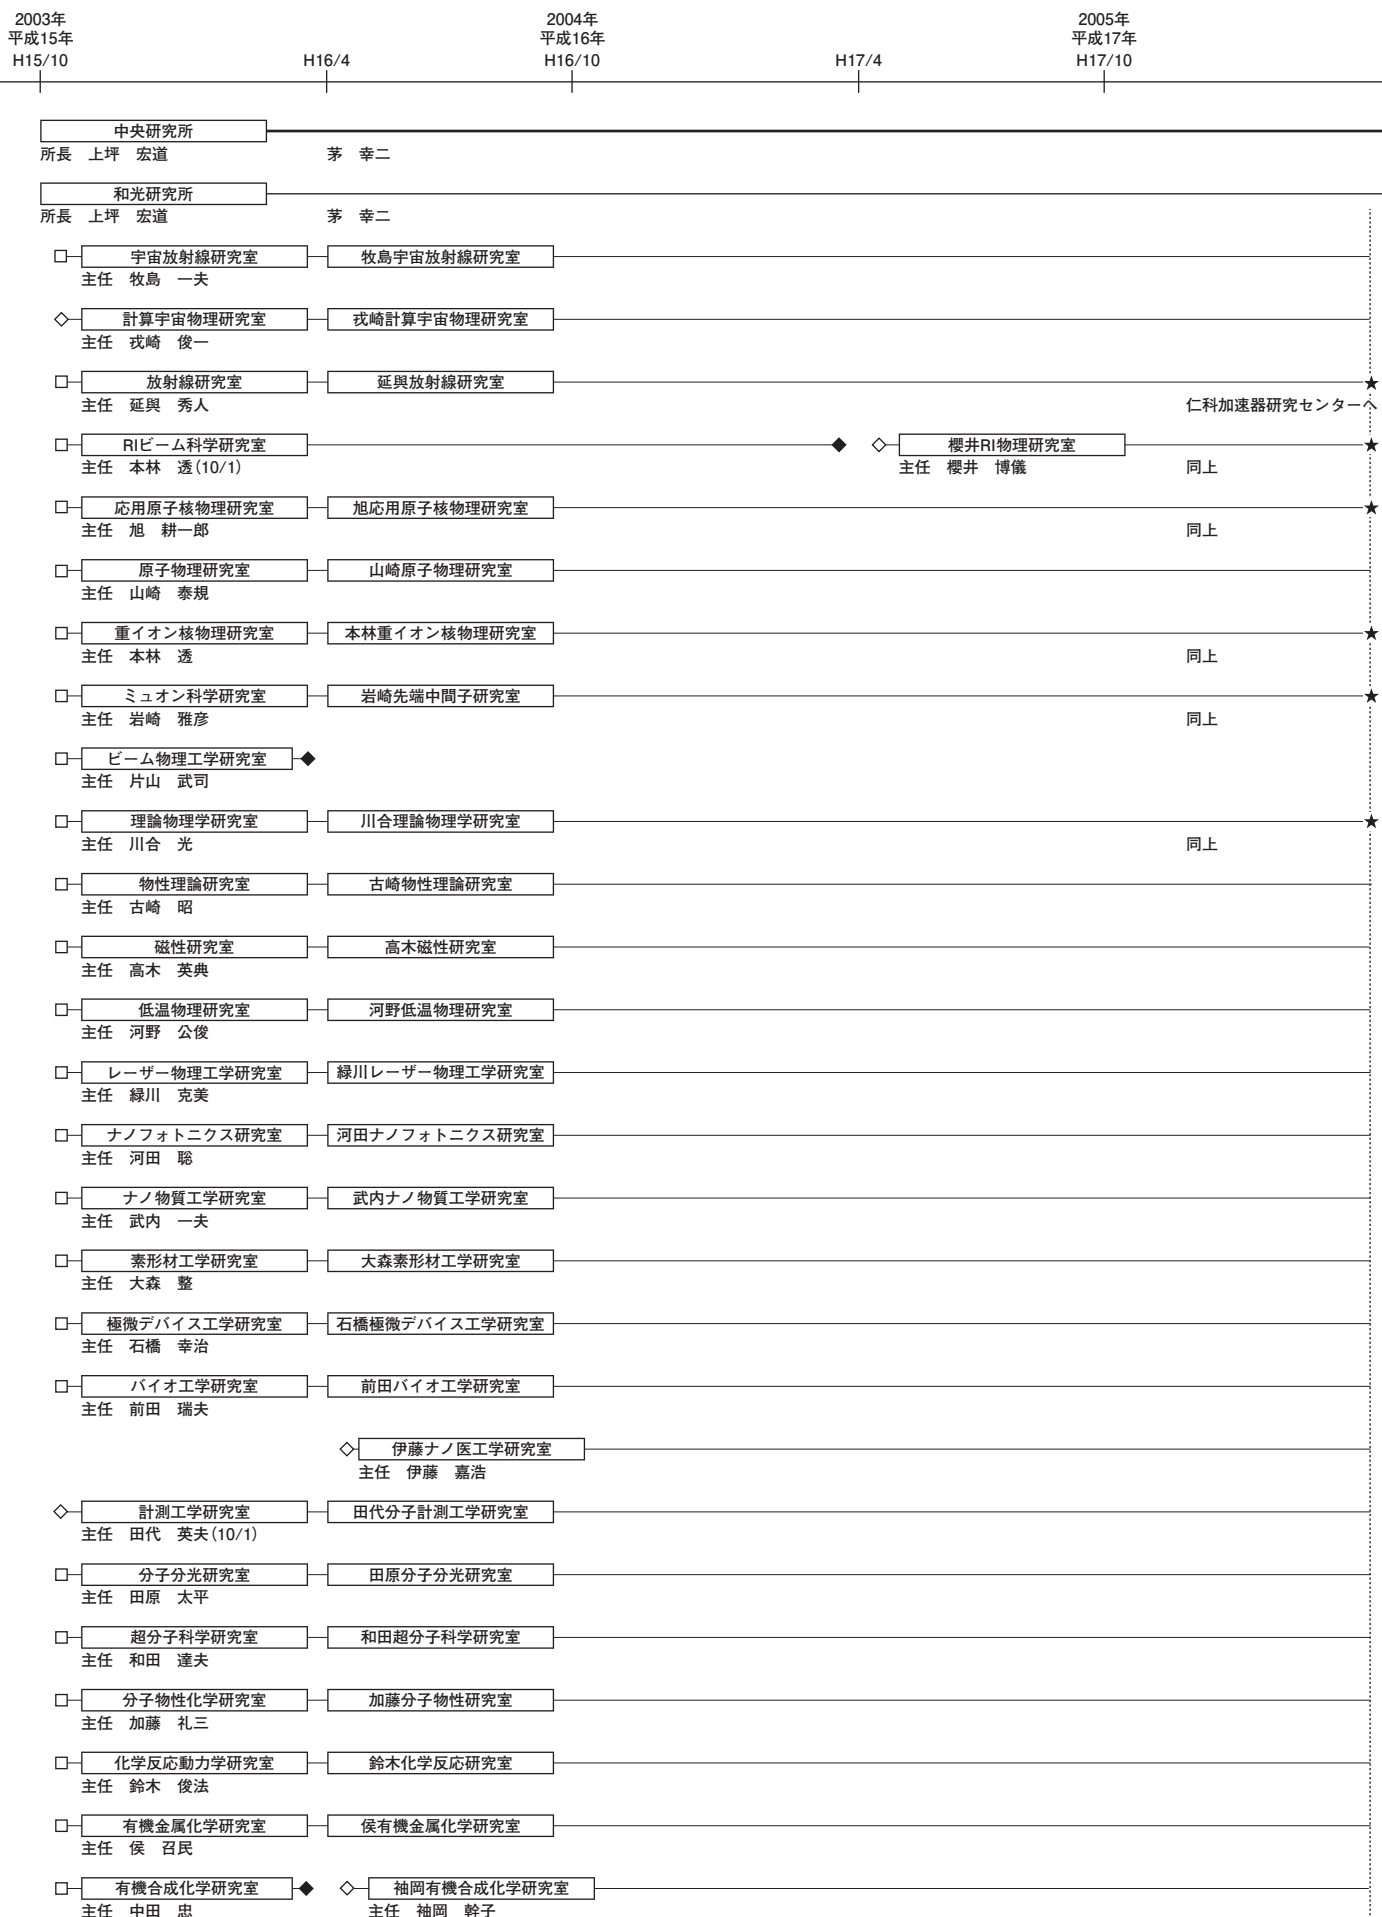 2003年
平成15年
H15/10
H16/4
2004年
平成16年
H16/10
H17/4
2005年
平成17年
H17/10
中央研究所
所長 上坪 宏道 茅 幸二
和光研究所
所長 上坪 宏道 茅 幸二
宇宙放射線研究室 牧島宇宙放射線研究室
主任 牧島 一夫
計算宇宙物理研究室 戎崎計算宇宙物理研究室
主任 戎崎 俊一
放射線研究室 延與放射線研究室
主任 延與 秀人 仁科加速器研究センターへ
RIビーム科学研究室 櫻井RI物理研究室
主任 本林 透(10/1) 主任 櫻井 博儀 同上
応用原子核物理研究室 旭応用原子核物理研究室
主任 旭 耕一郎 同上
原子物理研究室 山崎原子物理研究室
主任 山崎 泰規
重イオン核物理研究室 本林重イオン核物理研究室
主任 本林 透 同上
ミュオン科学研究室 岩崎先端中間子研究室
主任 岩崎 雅彦 同上
ビーム物理工学研究室
主任 片山 武司
理論物理学研究室 川合理論物理学研究室
主任 川合 光 同上
物性理論研究室 古崎物性理論研究室
主任 古崎 昭
磁性研究室 高木磁性研究室
主任 高木 英典
低温物理研究室 河野低温物理研究室
主任 河野 公俊
レーザー物理工学研究室 緑川レーザー物理工学研究室
主任 緑川 克美
ナノフォトニクス研究室 河田ナノフォトニクス研究室
主任 河田 聡
ナノ物質工学研究室 武内ナノ物質工学研究室
主任 武内 一夫
素形材工学研究室 大森素形材工学研究室
主任 大森 整
極微デバイス工学研究室 石橋極微デバイス工学研究室
主任 石橋 幸治
バイオ工学研究室 前田バイオ工学研究室
主任 前田 瑞夫
伊藤ナノ医工学研究室
主任 伊藤 嘉浩
計測工学研究室 田代分子計測工学研究室
主任 田代 英夫(10/1)
分子分光研究室 田原分子分光研究室
主任 田原 太平
超分子科学研究室 和田超分子科学研究室
主任 和田 達夫
分子物性化学研究室 加藤分子物性研究室
主任 加藤 礼三
化学反応動力学研究室 鈴木化学反応研究室
主任 鈴木 俊法
有機金属化学研究室 侯有機金属化学研究室
主任 侯 召民
有機合成化学研究室 袖岡有機合成化学研究室
主任 中田 忠 主任 袖岡 幹子